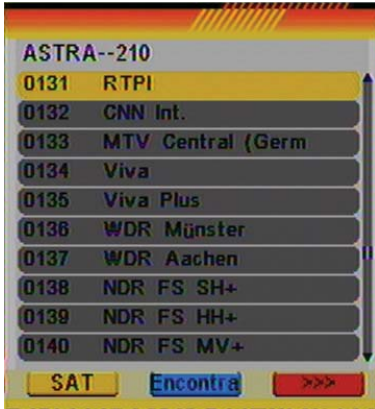 ASTRA--210
0131 RTPI
0132 CNN Int.
0133 MTV Central (Germ
0134 Viva
0135 Viva Plus
0136 WDR Münster
0137 WDR Aachen
0138 NDR FS SH+
0139 NDR FS HH+
0140 NDR FS MV+
SAT Encontra >>>